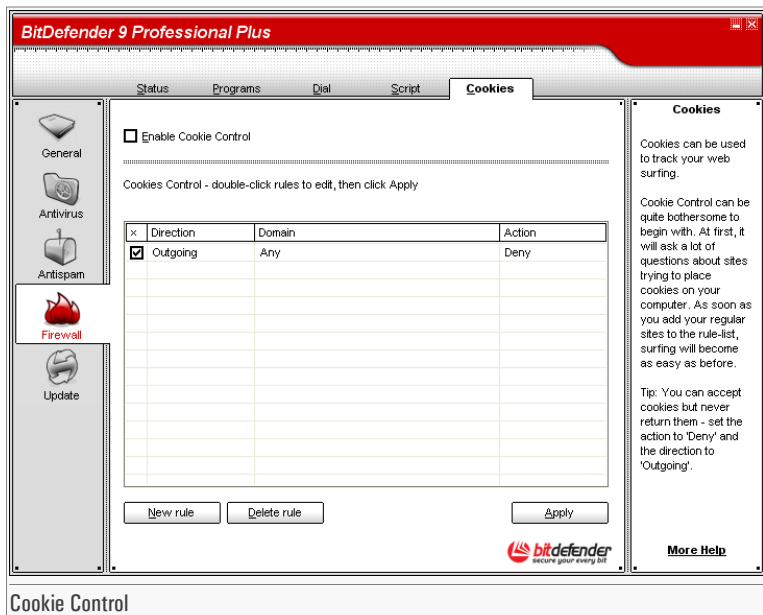 BitDefender 9 Professional Plus
Status Programs Dial Script Cookies
General
Antivirus
Antispam
Firewall
Update
Enable Cookie Control
Cookies Control - double-click rules to edit, then click Apply
× Direction Domain Action
Outgoing Any Deny
New rule Delete rule Apply
bitdefender
secure your every bit
Cookies
Cookies can be used
to track your web
surfing.
Cookie Control can be
quite bothersome to
begin with. At first, it
will ask a lot of
questions about sites
trying to place
cookies on your
computer. As soon as
you add your regular
sites to the rule-list,
surfing will become
as easy as before.
Tip: You can accept
cookies but never
return them - set the
action to 'Deny' and
the direction to
'Outgoing'.
More Help
Cookie Control